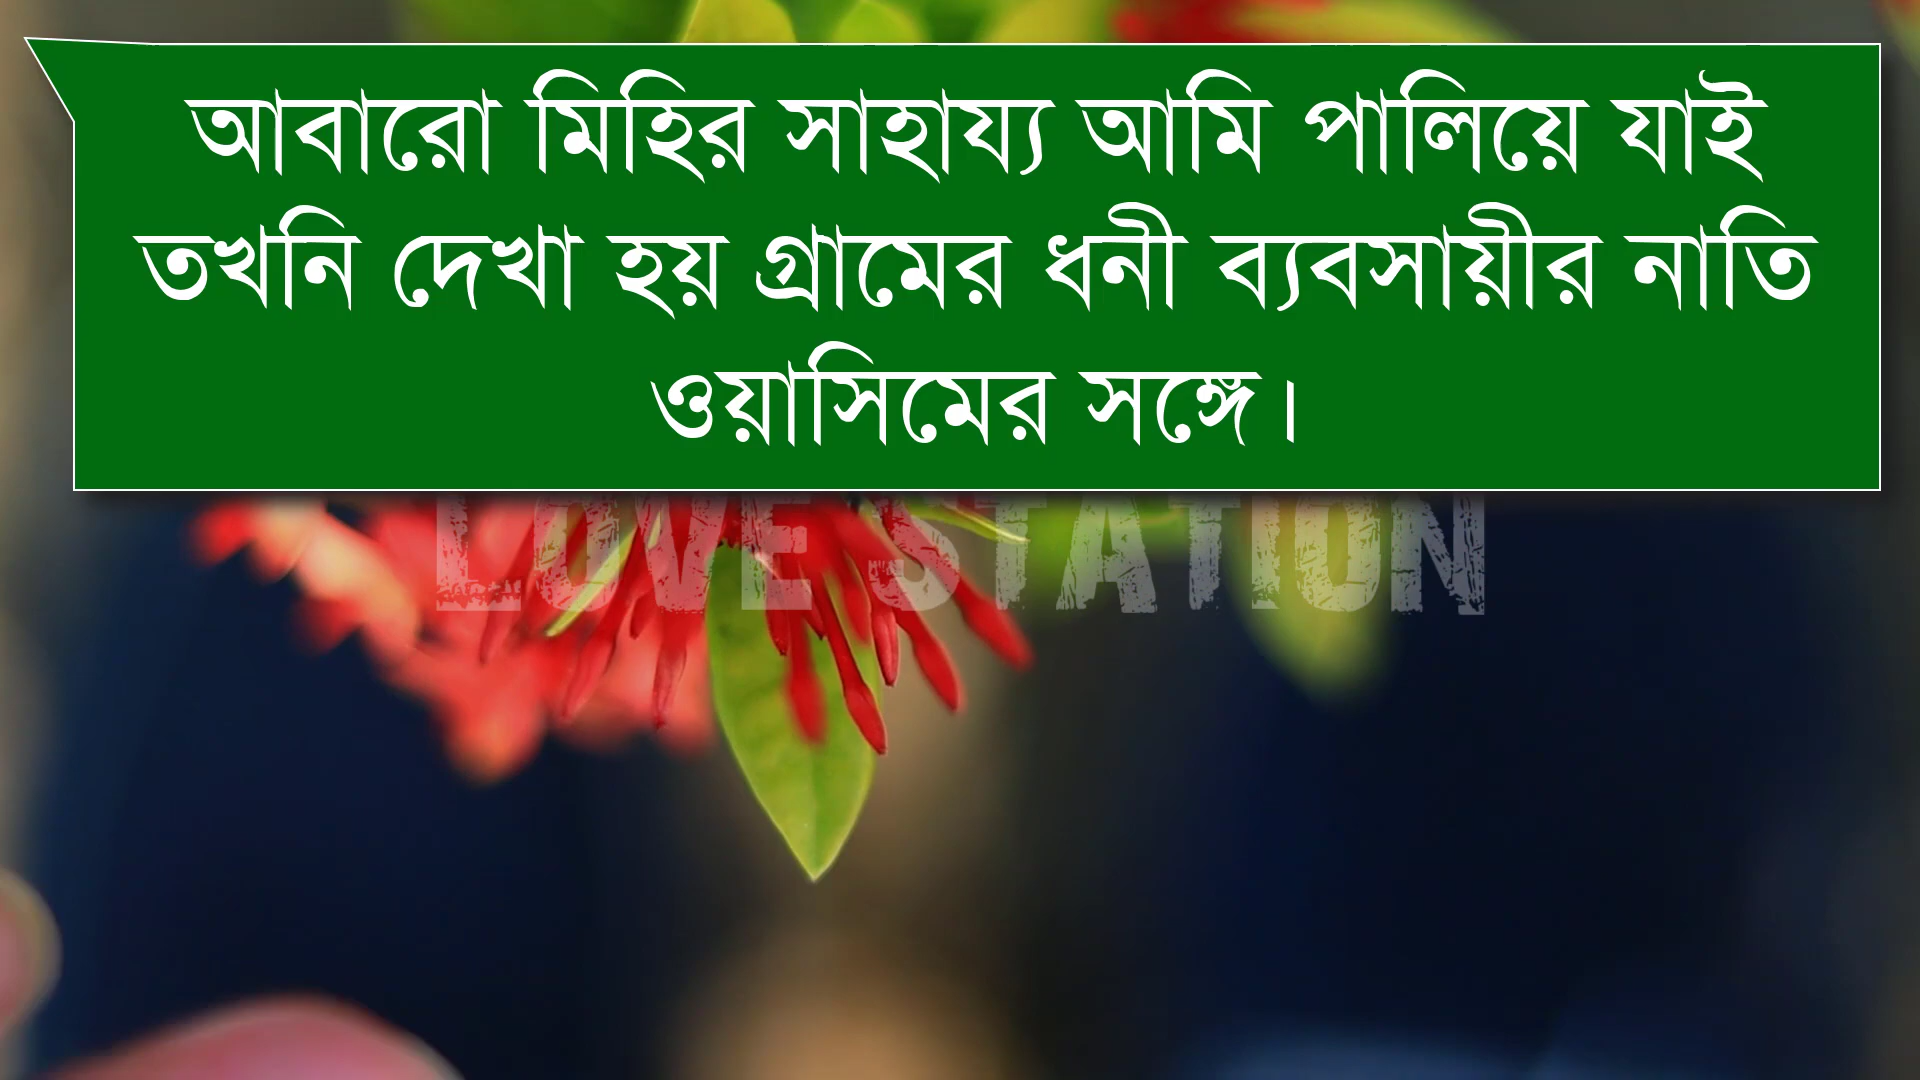 আবারো মিহির সাহায্য আমি পালিয়ে যাই
তখনি দেখা হয় গ্রামের ধনী ব্যবসায়ীর নাতি
ওয়াসিমের সঙ্গে।
LOVE STATION